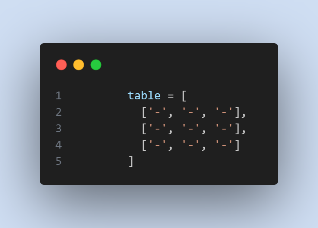 1 table = [
2 ['-', '-', '-'],
3 ['-', '-', '-'],
4 ['-', '-', '-']
5 ]